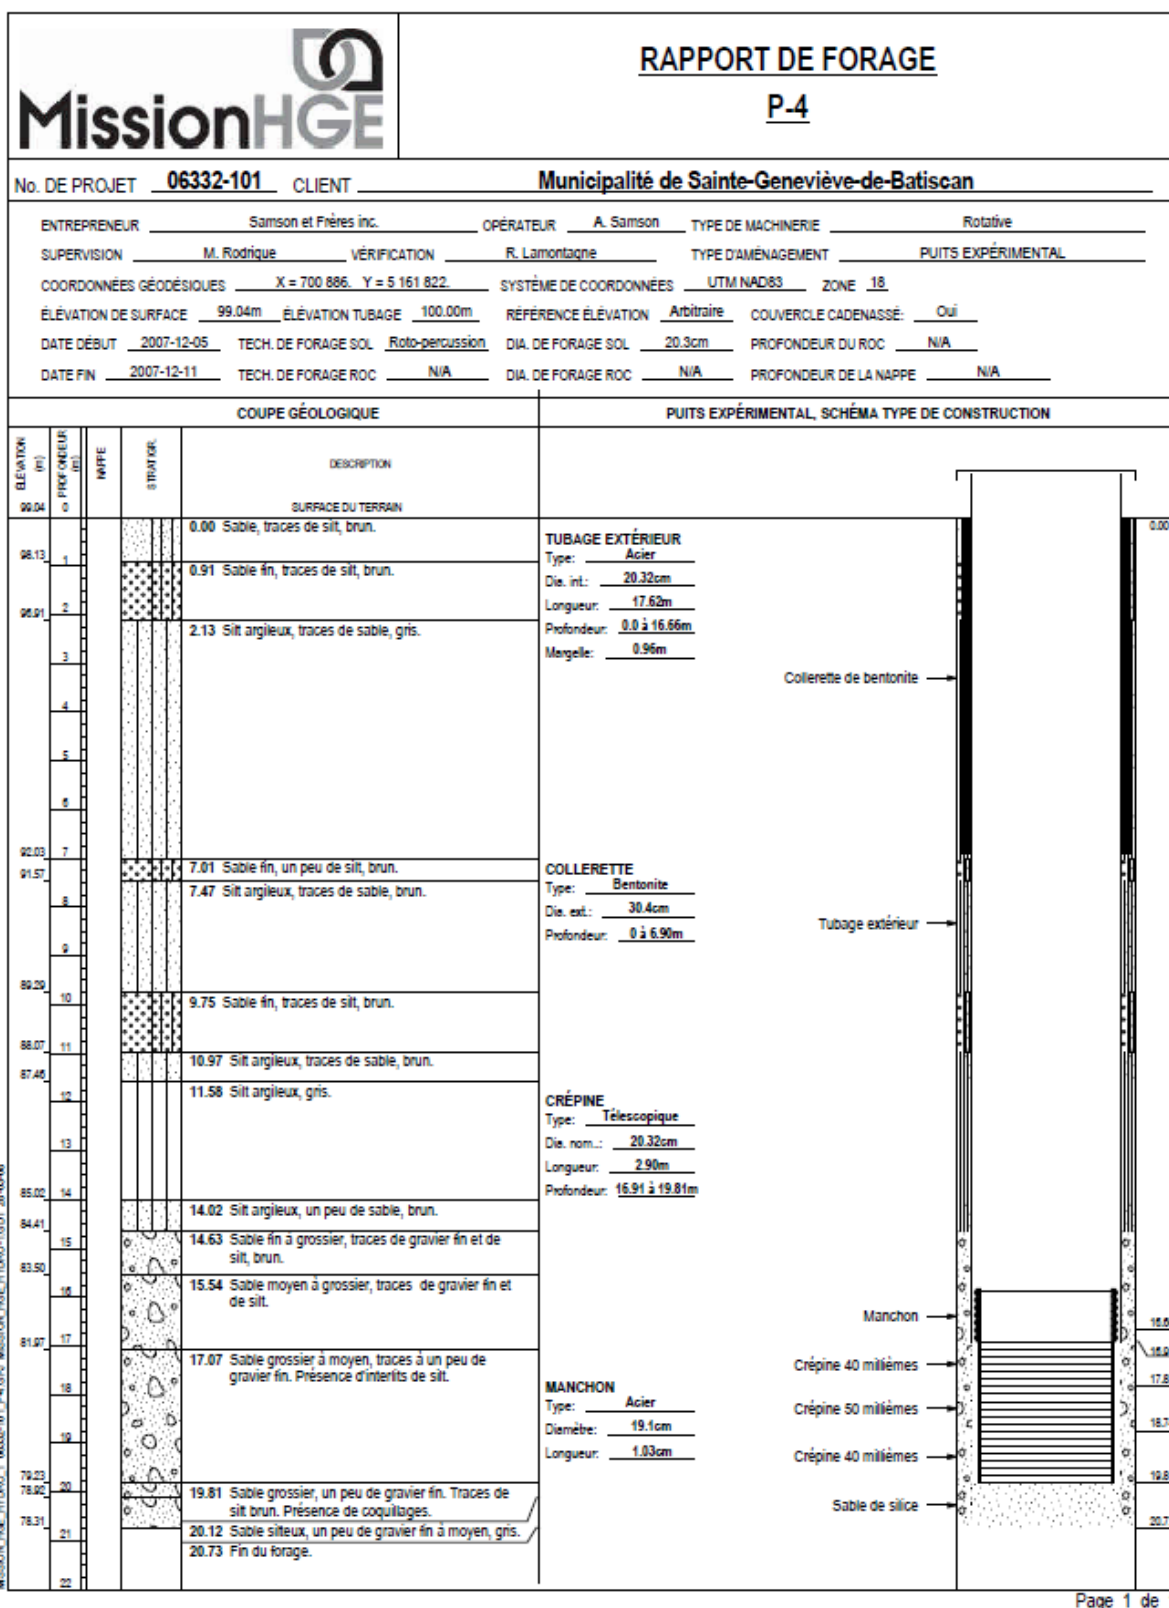 MissionHGE
RAPPORT DE FORAGE
P-4
No. DE PROJET 06332-101 CLIENT Municipalité de Sainte-Geneviève-de-Batiscan
ENTREPRENEUR Samson et Frères inc. OPÉRATEUR A. Samson TYPE DE MACHINERIE Rotative
SUPERVISION M. Rodrique VÉRIFICATION R. Lamontagne TYPE D'AMÉNAGEMENT PUITS EXPÉRIMENTAL
COORDONNÉES GÉODÉSIQUES X = 700 886. Y = 5 161 822. SYSTÈME DE COORDONNÉES UTM NAD83 ZONE 18
ÉLÉVATION DE SURFACE 99.04m ÉLÉVATION TUBAGE 100.00m RÉFÉRENCE ÉLÉVATION Arbitraire COUVERCLE CADENASSÉ: Oui
DATE DÉBUT 2007-12-05 TECH. DE FORAGE SOL Roto-percussion DIA. DE FORAGE SOL 20.3cm PROFONDEUR DU ROC N/A
DATE FIN 2007-12-11 TECH. DE FORAGE ROC N/A DIA. DE FORAGE ROC N/A PROFONDEUR DE LA NAPPE N/A
COUPE GÉOLOGIQUE
PUITS EXPÉRIMENTAL, SCHÉMA TYPE DE CONSTRUCTION
ÉLÉVATION (m)
PROFONDEUR (m)
NAPPE
STRATIGR.
DESCRIPTION
99.04 0 SURFACE DU TERRAIN
0.00 Sable, traces de silt, brun.
98.13 1
0.91 Sable fin, traces de silt, brun.
96.91 2
2.13 Silt argileux, traces de sable, gris.
3
4
5
6
92.03 7
7.01 Sable fin, un peu de silt, brun.
91.57
7.47 Silt argileux, traces de sable, brun.
8
9
89.29
9.75 Sable fin, traces de silt, brun.
10
88.07 11
10.97 Silt argileux, traces de sable, brun.
87.46
11.58 Silt argileux, gris.
12
13
85.02 14
14.02 Silt argileux, un peu de sable, brun.
84.41
14.63 Sable fin à grossier, traces de gravier fin et de
silt, brun.
15
83.50
15.54 Sable moyen à grossier, traces de gravier fin et
de silt.
16
81.97 17
17.07 Sable grossier à moyen, traces à un peu de
gravier fin. Présence d'interlits de silt.
18
19
79.23
78.92 20
19.81 Sable grossier, un peu de gravier fin. Traces de
silt brun. Présence de coquillages.
78.31
20.12 Sable silteux, un peu de gravier fin à moyen, gris.
21
20.73 Fin du forage.
22
TUBAGE EXTÉRIEUR
Type: Acier
Dia. int.: 20.32cm
Longueur: 17.62m
Profondeur: 0.0 à 16.66m
Margelle: 0.96m
COLLERETTE
Type: Bentonite
Dia. ext.: 30.4cm
Profondeur: 0 à 6.90m
CRÉPINE
Type: Télescopique
Dia. nom..: 20.32cm
Longueur: 2.90m
Profondeur: 16.91 à 19.81m
MANCHON
Type: Acier
Diamètre: 19.1cm
Longueur: 1.03cm
Collerette de bentonite
Tubage extérieur
Manchon
Crépine 40 millièmes
Crépine 50 millièmes
Crépine 40 millièmes
Sable de silice
0.00
16.6
16.9
17.8
18.7
19.8
20.7
Page 1 de